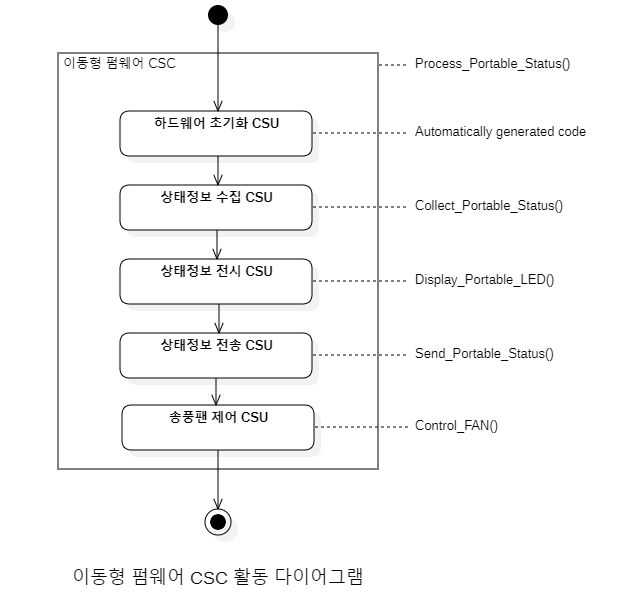 이동형 펌웨어 CSC
Process_Portable_Status()
하드웨어 초기화 CSU
Automatically generated code
상태정보 수집 CSU
Collect_Portable_Status()
상태정보 전시 CSU
Display_Portable_LED()
상태정보 전송 CSU
Send_Portable_Status()
송풍팬 제어 CSU
Control_FAN()
이동형 펌웨어 CSC 활동 다이어그램